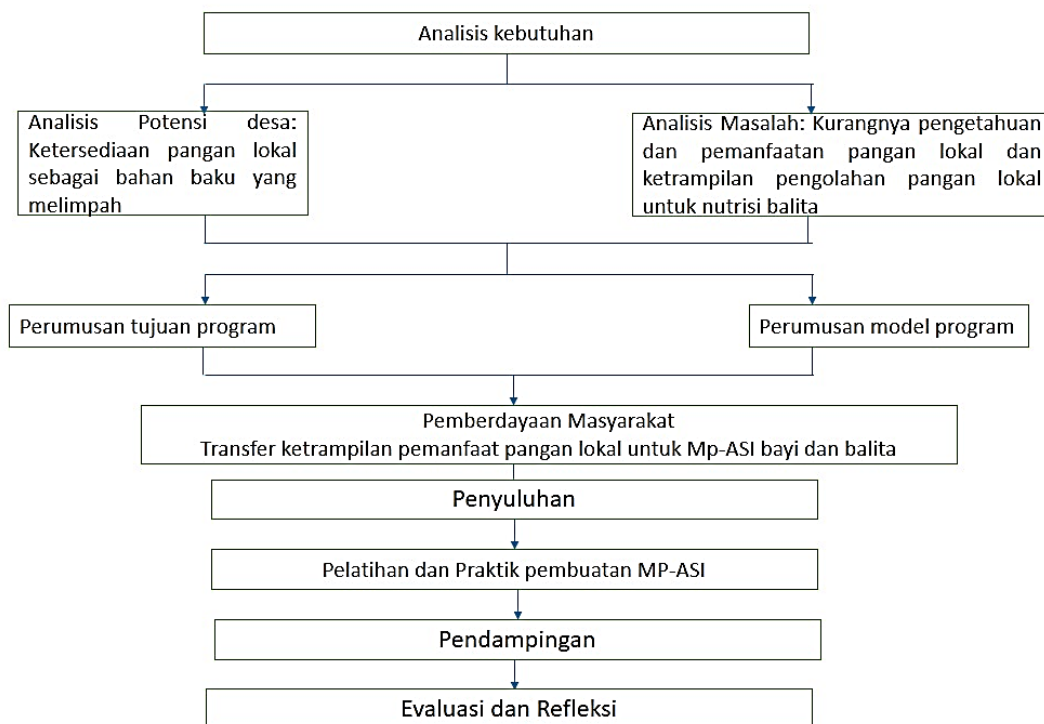 Analisis kebutuhan
Analisis Potensi desa:
Ketersediaan pangan lokal
sebagai bahan baku yang
melimpah
Analisis Masalah: Kurangnya pengetahuan
dan pemanfaatan pangan lokal dan
ketrampilan pengolahan pangan lokal
untuk nutrisi balita
Perumusan tujuan program
Perumusan model program
Pemberdayaan Masyarakat
Transfer ketrampilan pemanfaat pangan lokal untuk Mp-ASI bayi dan balita
Penyuluhan
Pelatihan dan Praktik pembuatan MP-ASI
Pendampingan
Evaluasi dan Refleksi